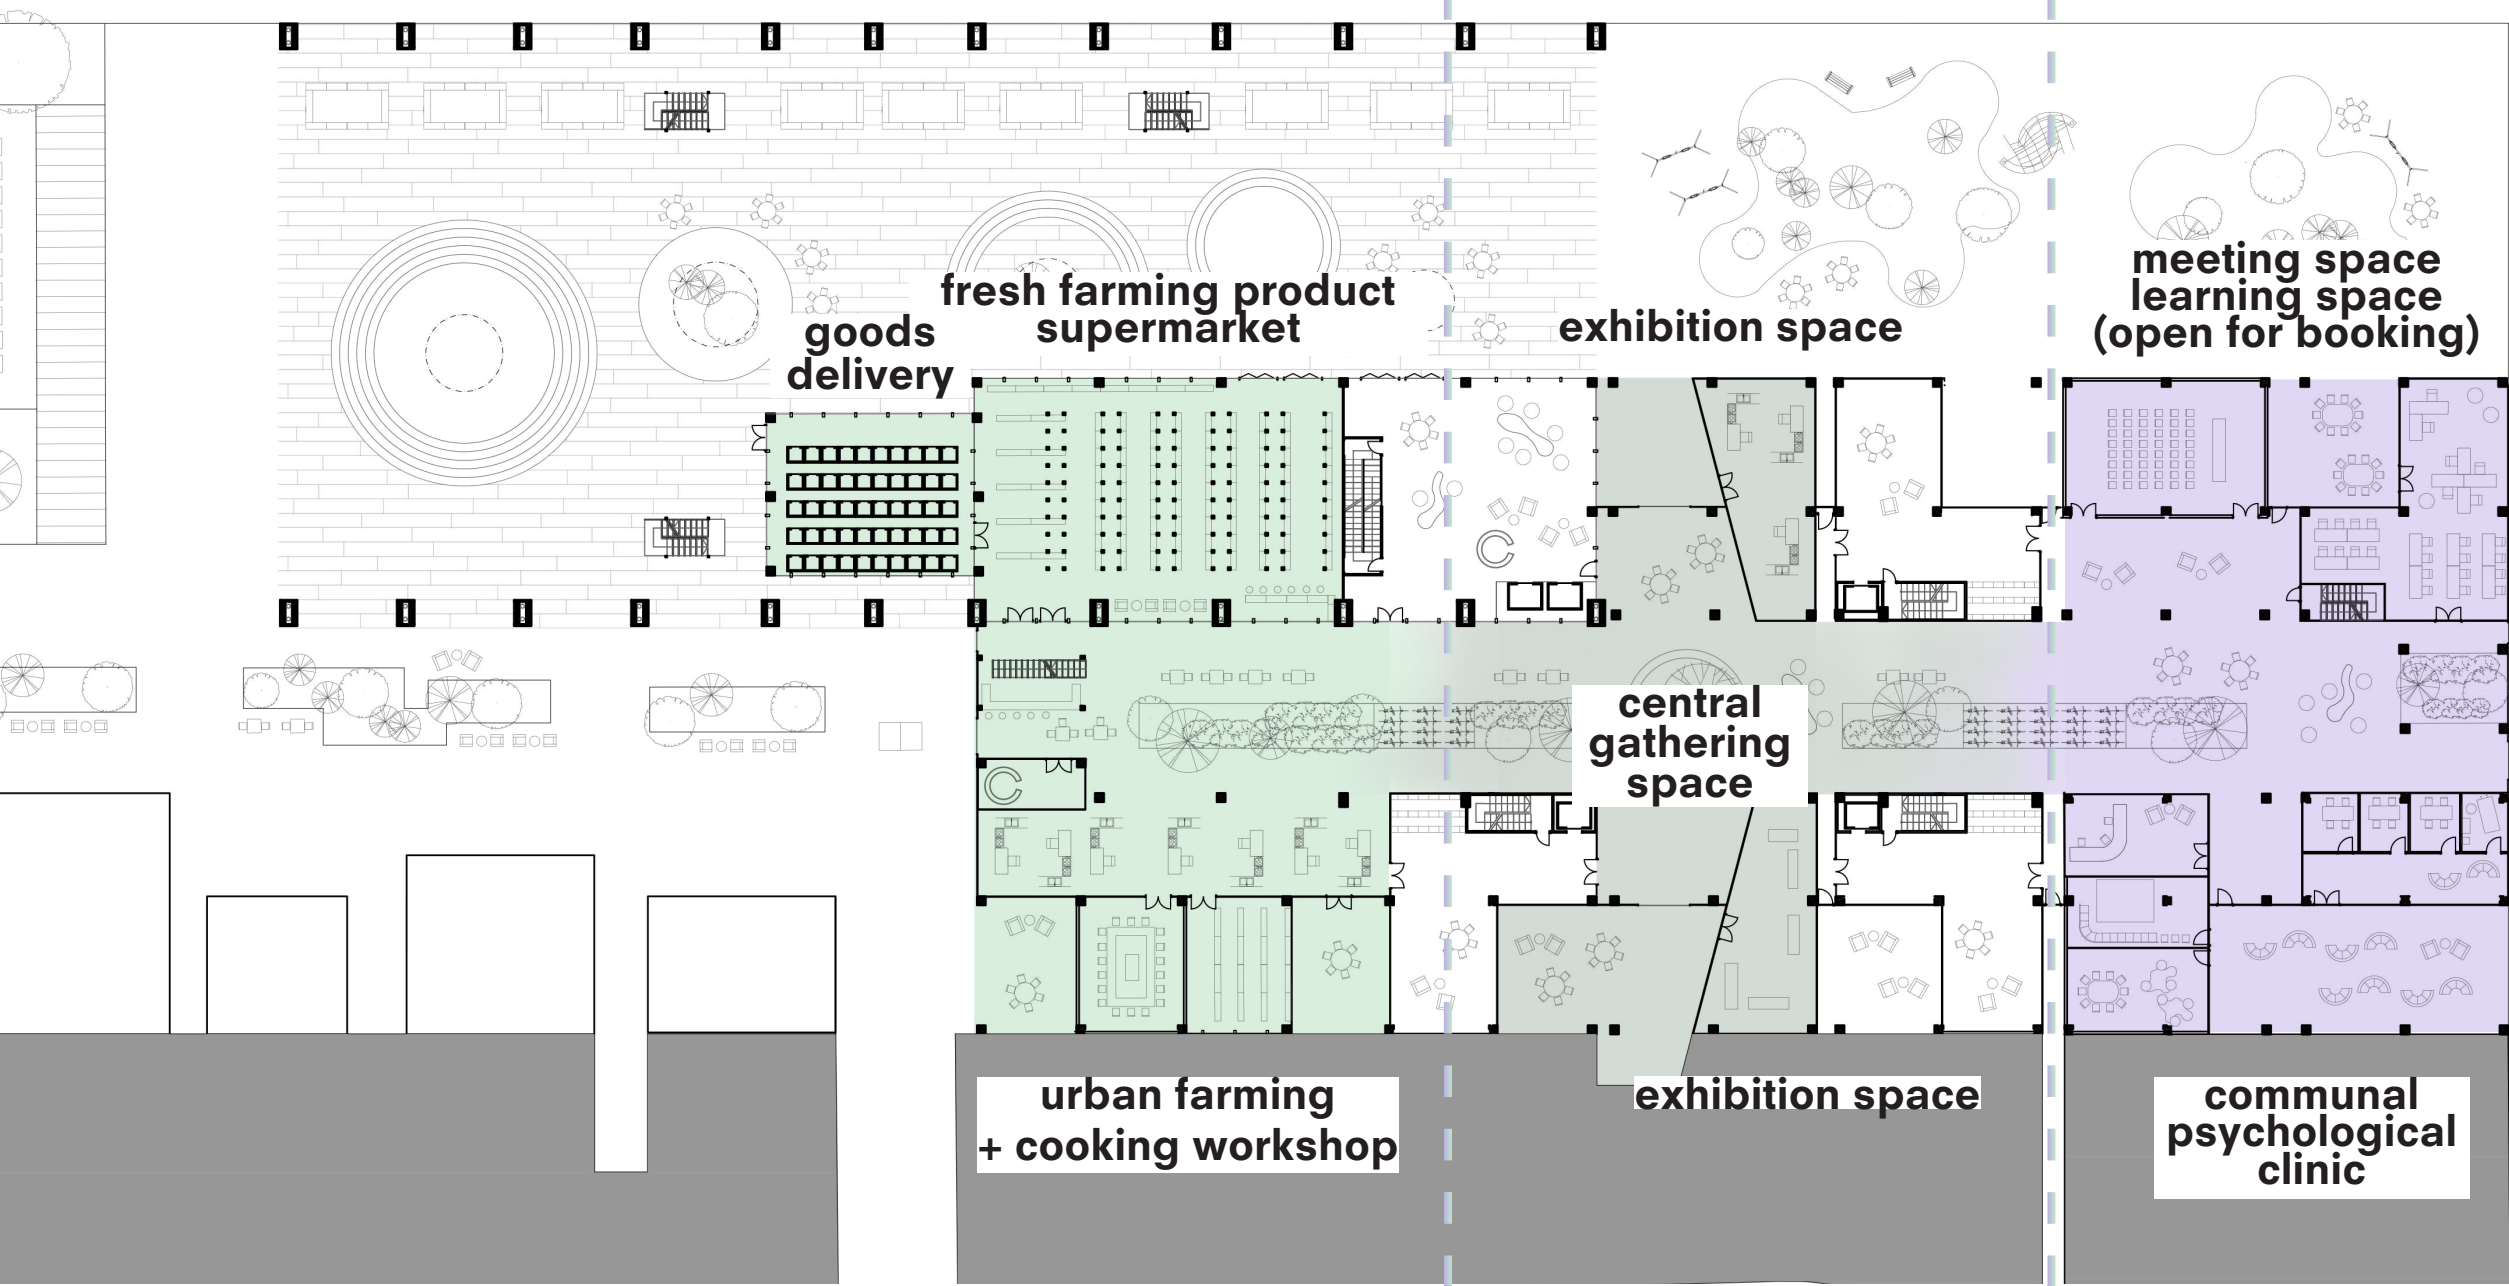 fresh farming product
supermarket
goods
delivery
exhibition space
meeting space
learning space
(open for booking)
central
gathering
space
urban farming
+ cooking workshop
exhibition space
communal
psychological
clinic